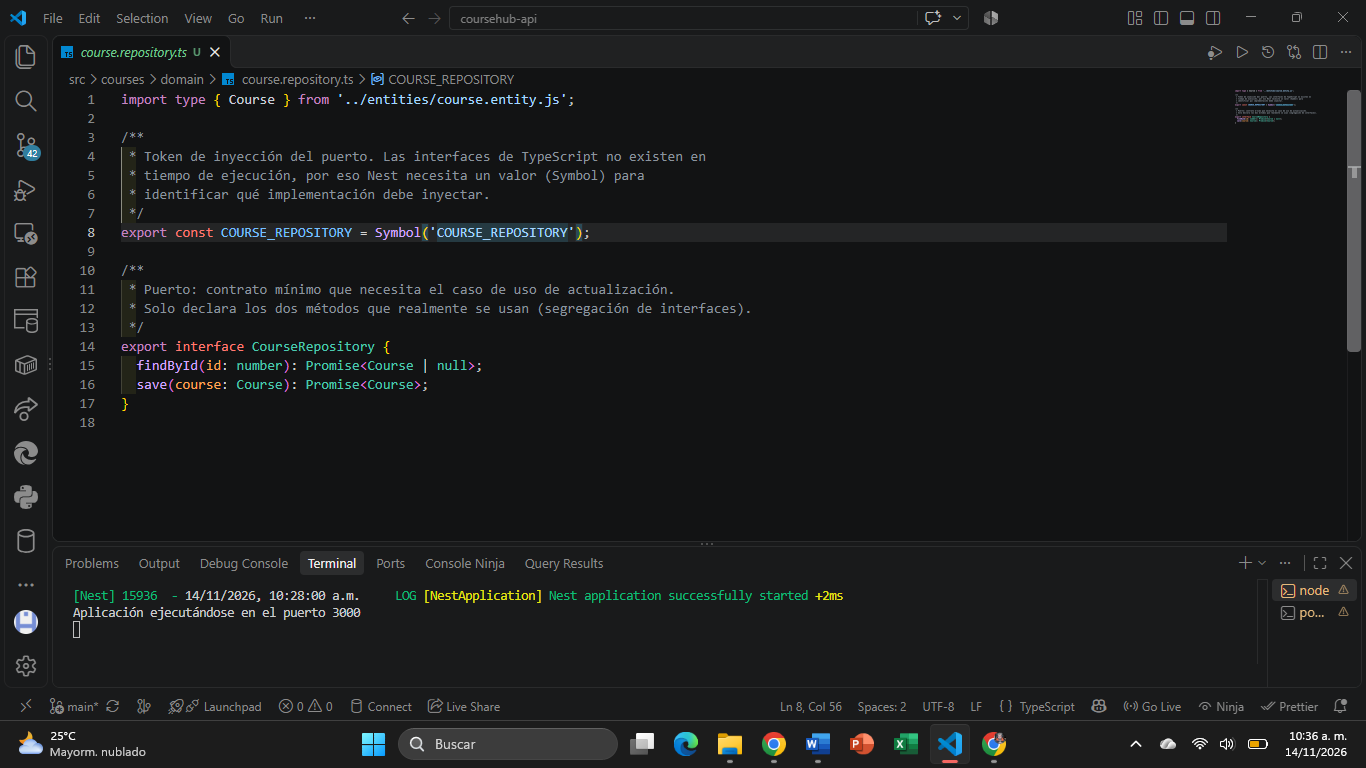 File Edit Selection View Go Run ···
coursehub-api
course.repository.ts U
src > courses > domain > course.repository.ts > COURSE_REPOSITORY
1 import type { Course } from '../entities/course.entity.js';
2
3 /**
4 * Token de inyección del puerto. Las interfaces de TypeScript no existen en
5 * tiempo de ejecución, por eso Nest necesita un valor (Symbol) para
6 * identificar qué implementación debe inyectar.
7 */
8 export const COURSE_REPOSITORY = Symbol('COURSE_REPOSITORY');
9
10 /**
11 * Puerto: contrato mínimo que necesita el caso de uso de actualización.
12 * Solo declara los dos métodos que realmente se usan (segregación de interfaces).
13 */
14 export interface CourseRepository {
15 findById(id: number): Promise<Course | null>;
16 save(course: Course): Promise<Course>;
17 }
18
42
Problems Output Debug Console Terminal Ports Console Ninja Query Results
[Nest] 15936 - 14/11/2026, 10:28:00 a.m. LOG [NestApplication] Nest application successfully started +2ms
Aplicación ejecutándose en el puerto 3000
node
po...
main* Launchpad 0 0 Connect Live Share Ln 8, Col 56 Spaces: 2 UTF-8 LF { } TypeScript Go Live Ninja Prettier
25°C
Mayorm. nublado
Buscar
10:36 a. m.
14/11/2026